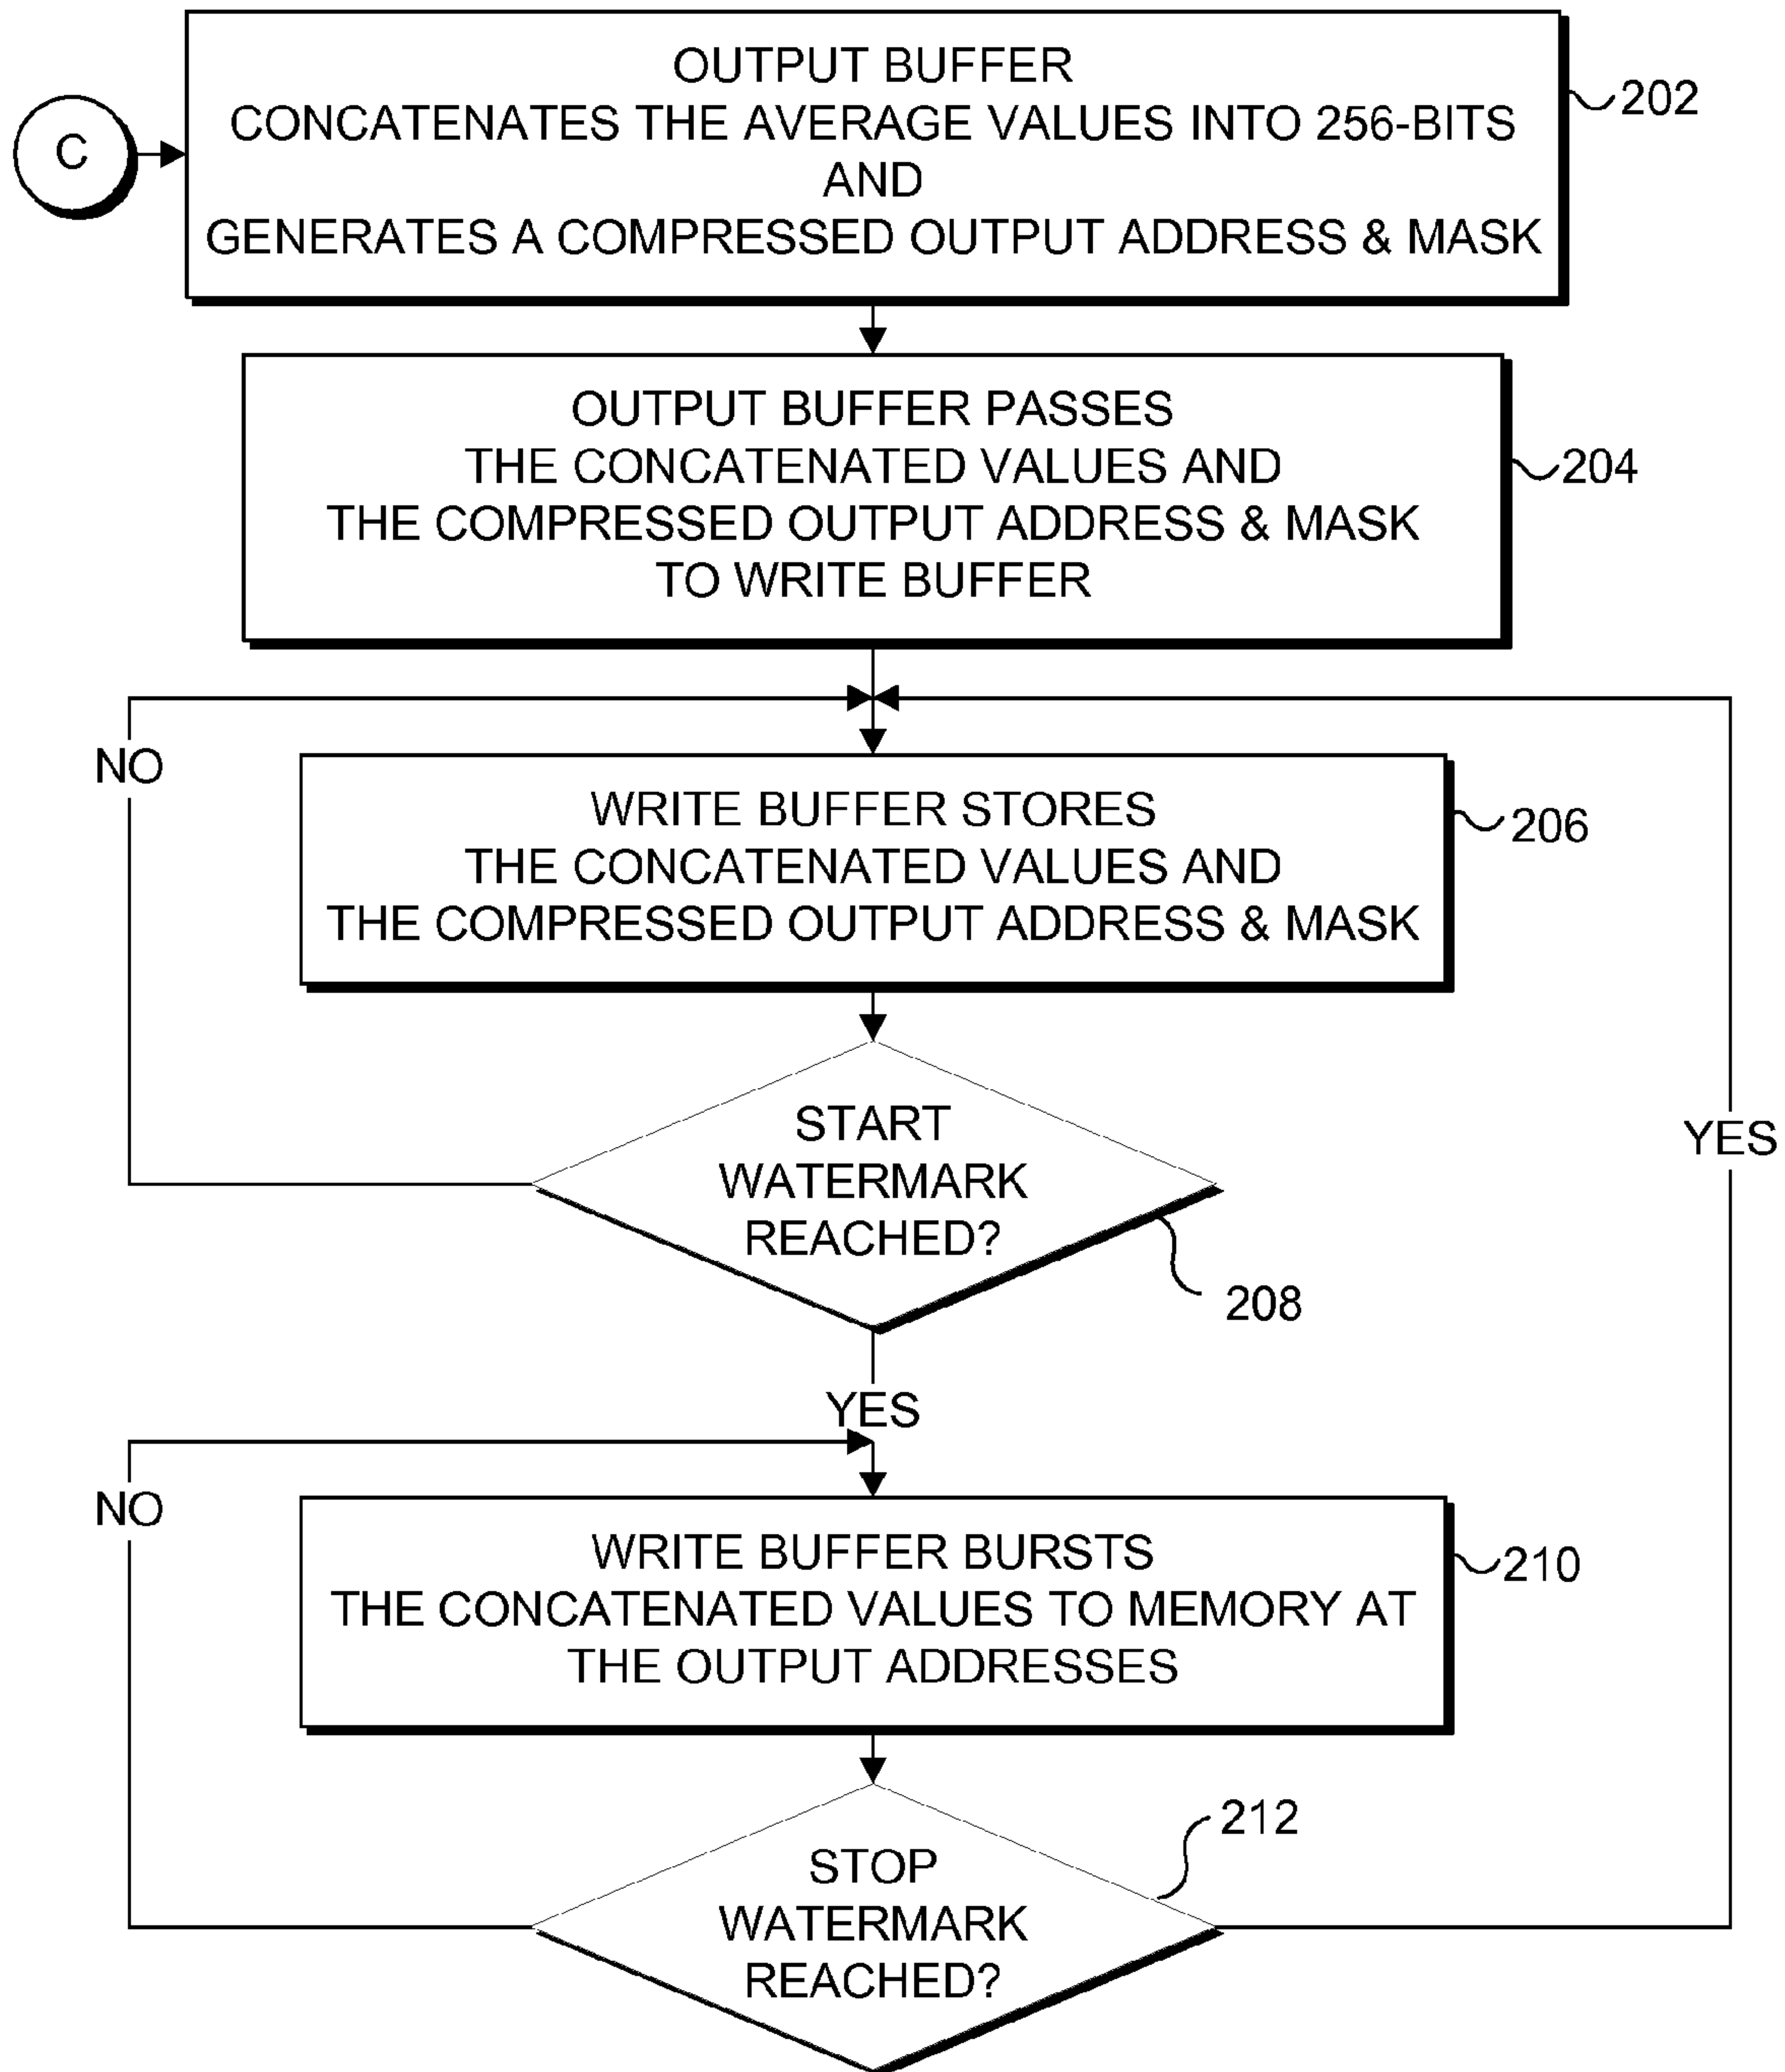 C
OUTPUT BUFFER
CONCATENATES THE AVERAGE VALUES INTO 256-BITS
AND
GENERATES A COMPRESSED OUTPUT ADDRESS & MASK
202
OUTPUT BUFFER PASSES
THE CONCATENATED VALUES AND
THE COMPRESSED OUTPUT ADDRESS & MASK
TO WRITE BUFFER
204
NO
WRITE BUFFER STORES
THE CONCATENATED VALUES AND
THE COMPRESSED OUTPUT ADDRESS & MASK
206
START
WATERMARK
REACHED?
208
YES
YES
NO
WRITE BUFFER BURSTS
THE CONCATENATED VALUES TO MEMORY AT
THE OUTPUT ADDRESSES
210
STOP
WATERMARK
REACHED?
212